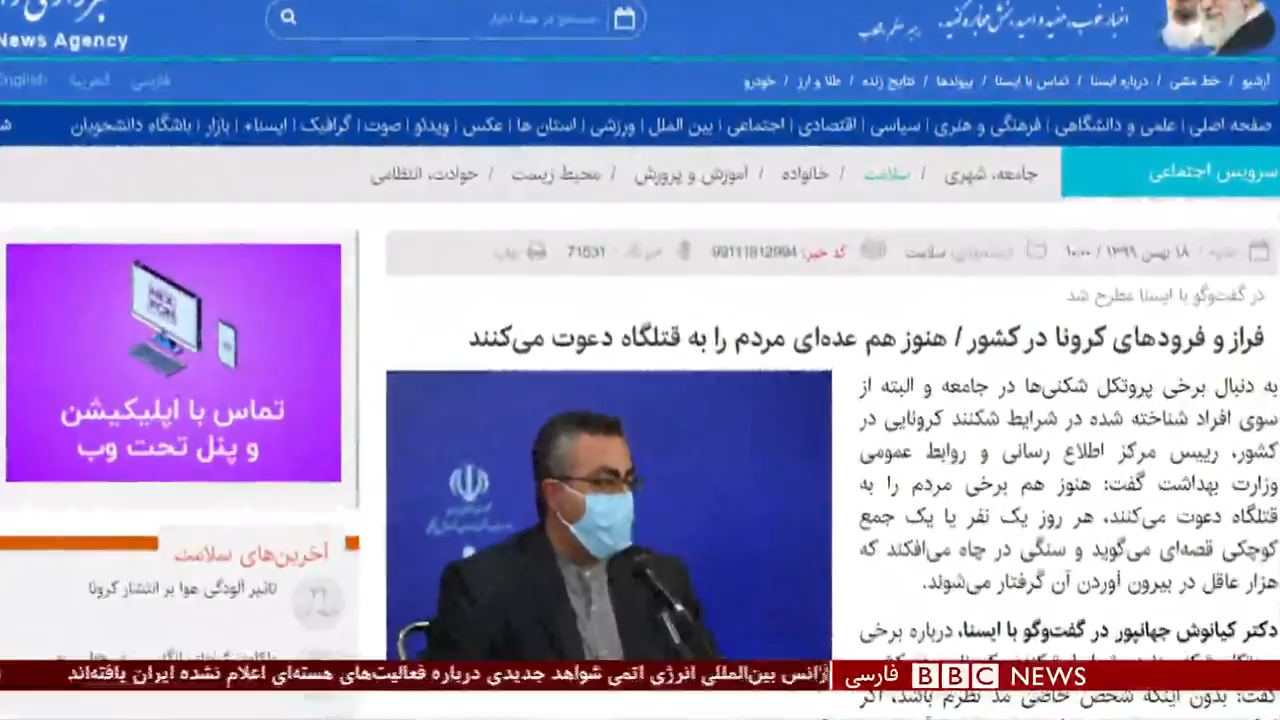 News Agency
اخبار خوب، مفید و امیدبخش مخابره کنید.
English العربیة فارسی
آرشیو / خط مشی / درباره ایسنا / تماس با ایسنا / پیوندها / نتایج زنده / طلا و ارز / خودرو
صفحه اصلی | علمی و دانشگاهی | فرهنگی و هنری | سیاسی | اقتصادی | اجتماعی | بین الملل | ورزشی | استان ها | عکس | ویدئو | صوت | گرافیک | ایسنا+ | بازار | باشگاه دانشجویان
سرویس اجتماعی
جامعه، شهری / سلامت / خانواده / آموزش و پرورش / محیط زیست / حوادث، انتظامی
۱۸ بهمن ۱۳۹۹ / ۱۰:۰۰ سلامت کد خبر: 99111812994 71531 چاپ
در گفت‌وگو با ایسنا مطرح شد
فراز و فرودهای کرونا در کشور / هنوز هم عده‌ای مردم را به قتلگاه دعوت می‌کنند
به دنبال برخی پروتکل شکنی‌ها در جامعه و البته از
سوی افراد شناخته شده در شرایط شکنند کرونایی در
کشور، رییس مرکز اطلاع رسانی و روابط عمومی
وزارت بهداشت گفت: هنوز هم برخی مردم را به
قتلگاه دعوت می‌کنند، هر روز یک نفر یا یک جمع
کوچکی قصه‌ای می‌گوید و سنگی در چاه می‌افکند که
هزار عاقل در بیرون آوردن آن گرفتار می‌شوند.
دکتر کیانوش جهانپور در گفت‌وگو با ایسنا، درباره برخی
گفت: بدون اینکه شخص خاصی مد نظرم باشد، اگر
تماس با اپلیکیشن
و پنل تحت وب
آخرین‌های سلامت
تاثیر آلودگی هوا بر انتشار کرونا
BBC NEWS فارسی
آژانس بین‌المللی انرژی اتمی شواهد جدیدی درباره فعالیت‌های هسته‌ای اعلام نشده ایران یافته‌اند